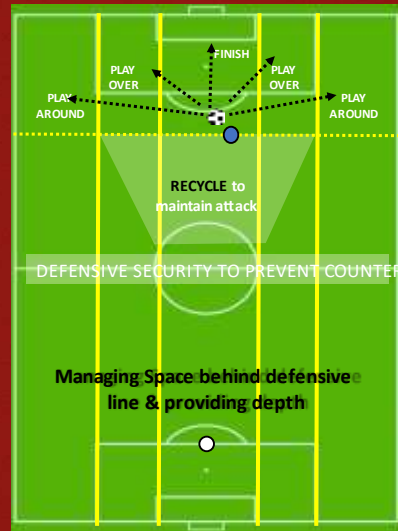 FINISH
PLAY
OVER
PLAY
OVER
PLAY
AROUND
PLAY
AROUND
RECYCLE to
maintain attack
DEFENSIVE SECURITY TO PREVENT COUNTER
Managing Space behind defensive
line & providing depth